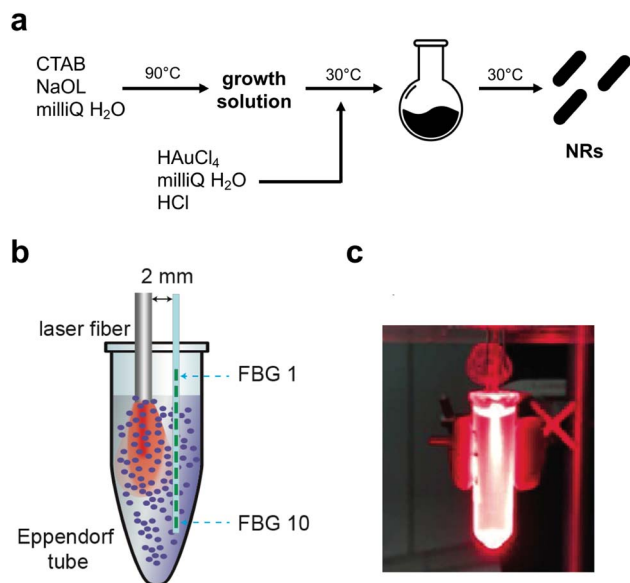 a
CTAB
NaOL
milliQ H₂O
90°C
growth
solution
30°C
30°C
NRs
HAuCl₄
milliQ H₂O
HCl
b
2 mm
laser fiber
FBG 1
FBG 10
Eppendorf
tube
c